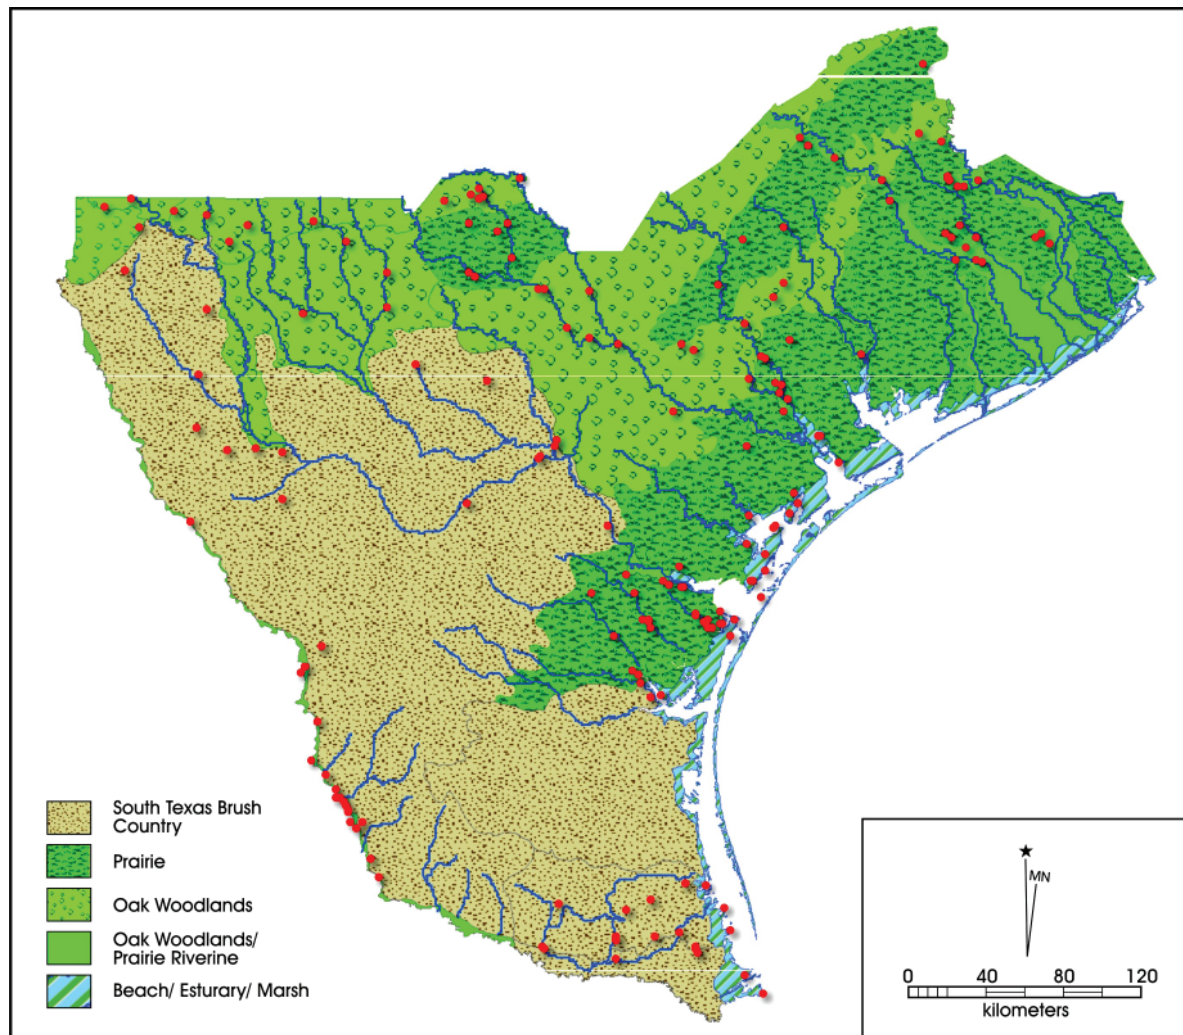 South Texas Brush
Country
Prairie
Oak Woodlands
Oak Woodlands/
Prairie Riverine
Beach/ Esturary/ Marsh
MN
0 40 80 120
kilometers